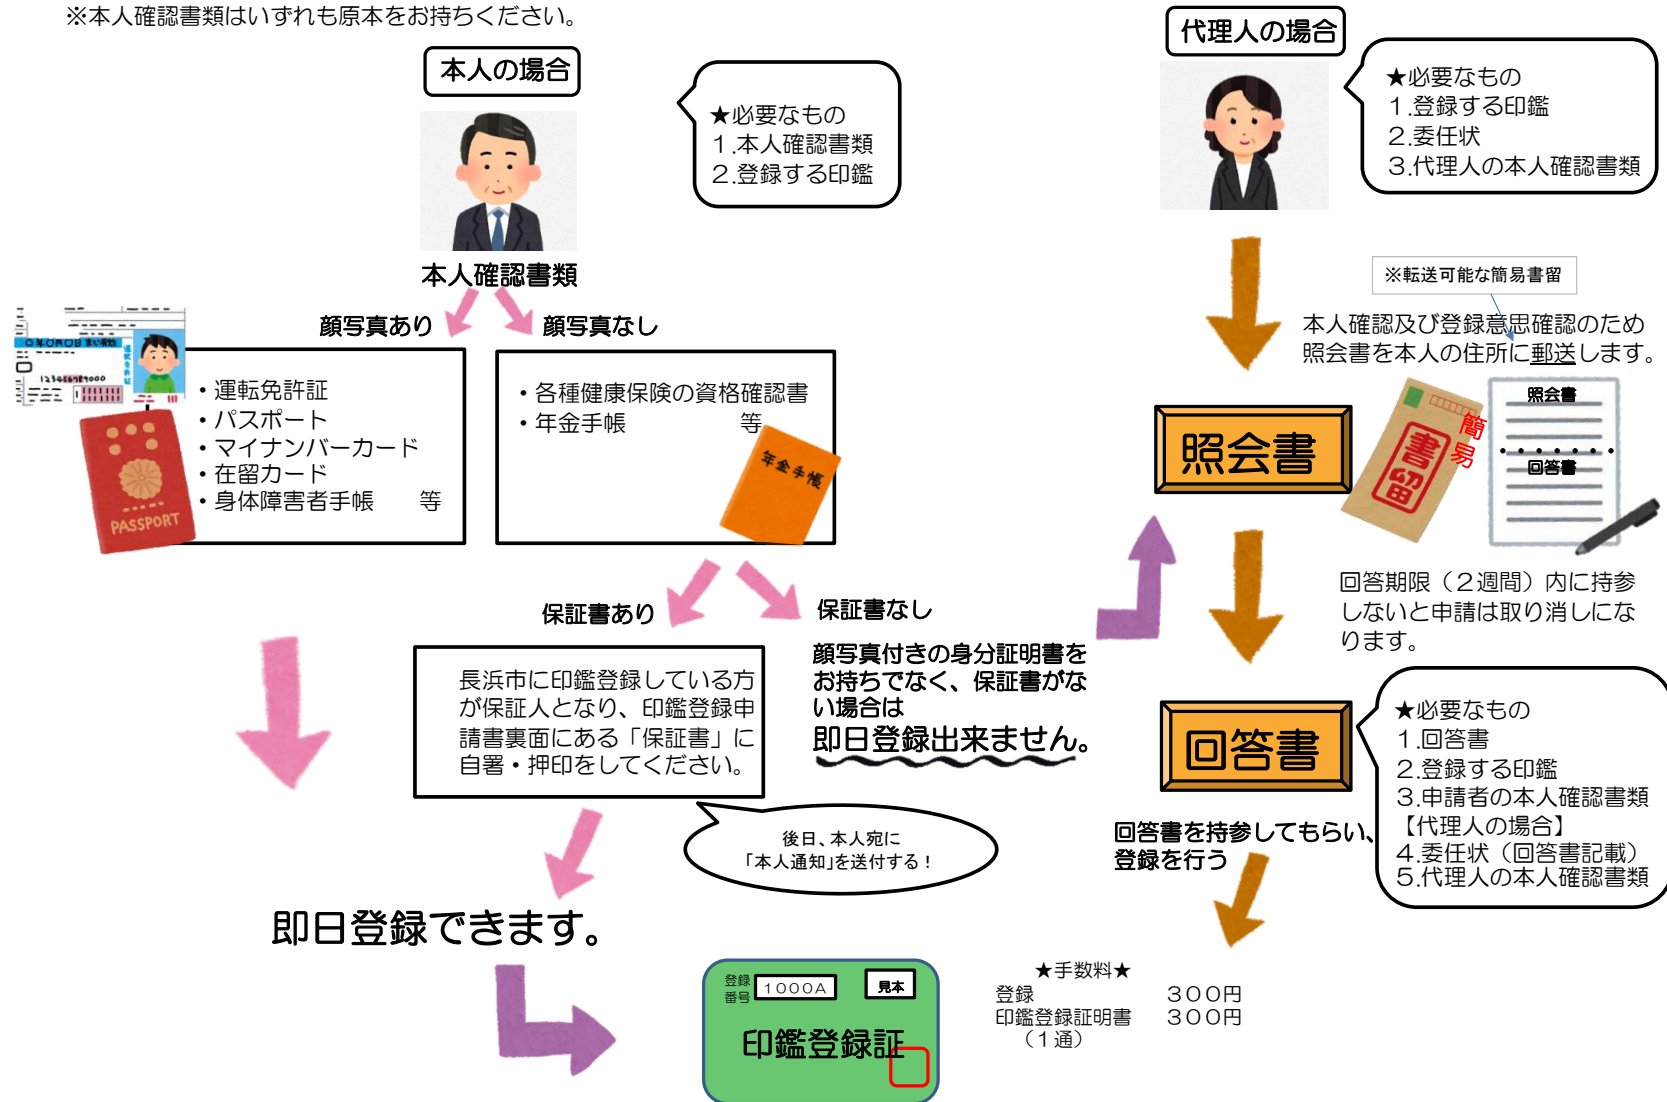 ※本人確認書類はいずれも原本をお持ちください。
本人の場合
★必要なもの
１.本人確認書類
２.登録する印鑑
本人確認書類
顔写真あり
顔写真なし
〇年〇月〇日まで有効
123456789000
PASSPORT
・運転免許証
・パスポート
・マイナンバーカード
・在留カード
・身体障害者手帳　　等
・各種健康保険の資格確認書
・年金手帳　　　　　等
年金手帳
保証書あり
保証書なし
長浜市に印鑑登録している方
が保証人となり、印鑑登録申
請書裏面にある「保証書」に
自署・押印をしてください。
顔写真付きの身分証明書を
お持ちでなく、保証書がな
い場合は
即日登録出来ません。
後日、本人宛に
「本人通知」を送付する！
即日登録できます。
代理人の場合
★必要なもの
１.登録する印鑑
２.委任状
３.代理人の本人確認書類
※転送可能な簡易書留
本人確認及び登録意思確認のため
照会書を本人の住所に郵送します。
照会書
簡易
書留
照会書
回答書
回答期限（２週間）内に持参
しないと申請は取り消しにな
ります。
回答書
★必要なもの
１.回答書
２.登録する印鑑
３.申請者の本人確認書類
【代理人の場合】
４.委任状（回答書記載）
５.代理人の本人確認書類
回答書を持参してもらい、
登録を行う
登録
番号
１０００Ａ
見本
印鑑登録証
★手数料★
登録　　　　　　　３００円
印鑑登録証明書　　３００円
（１通）